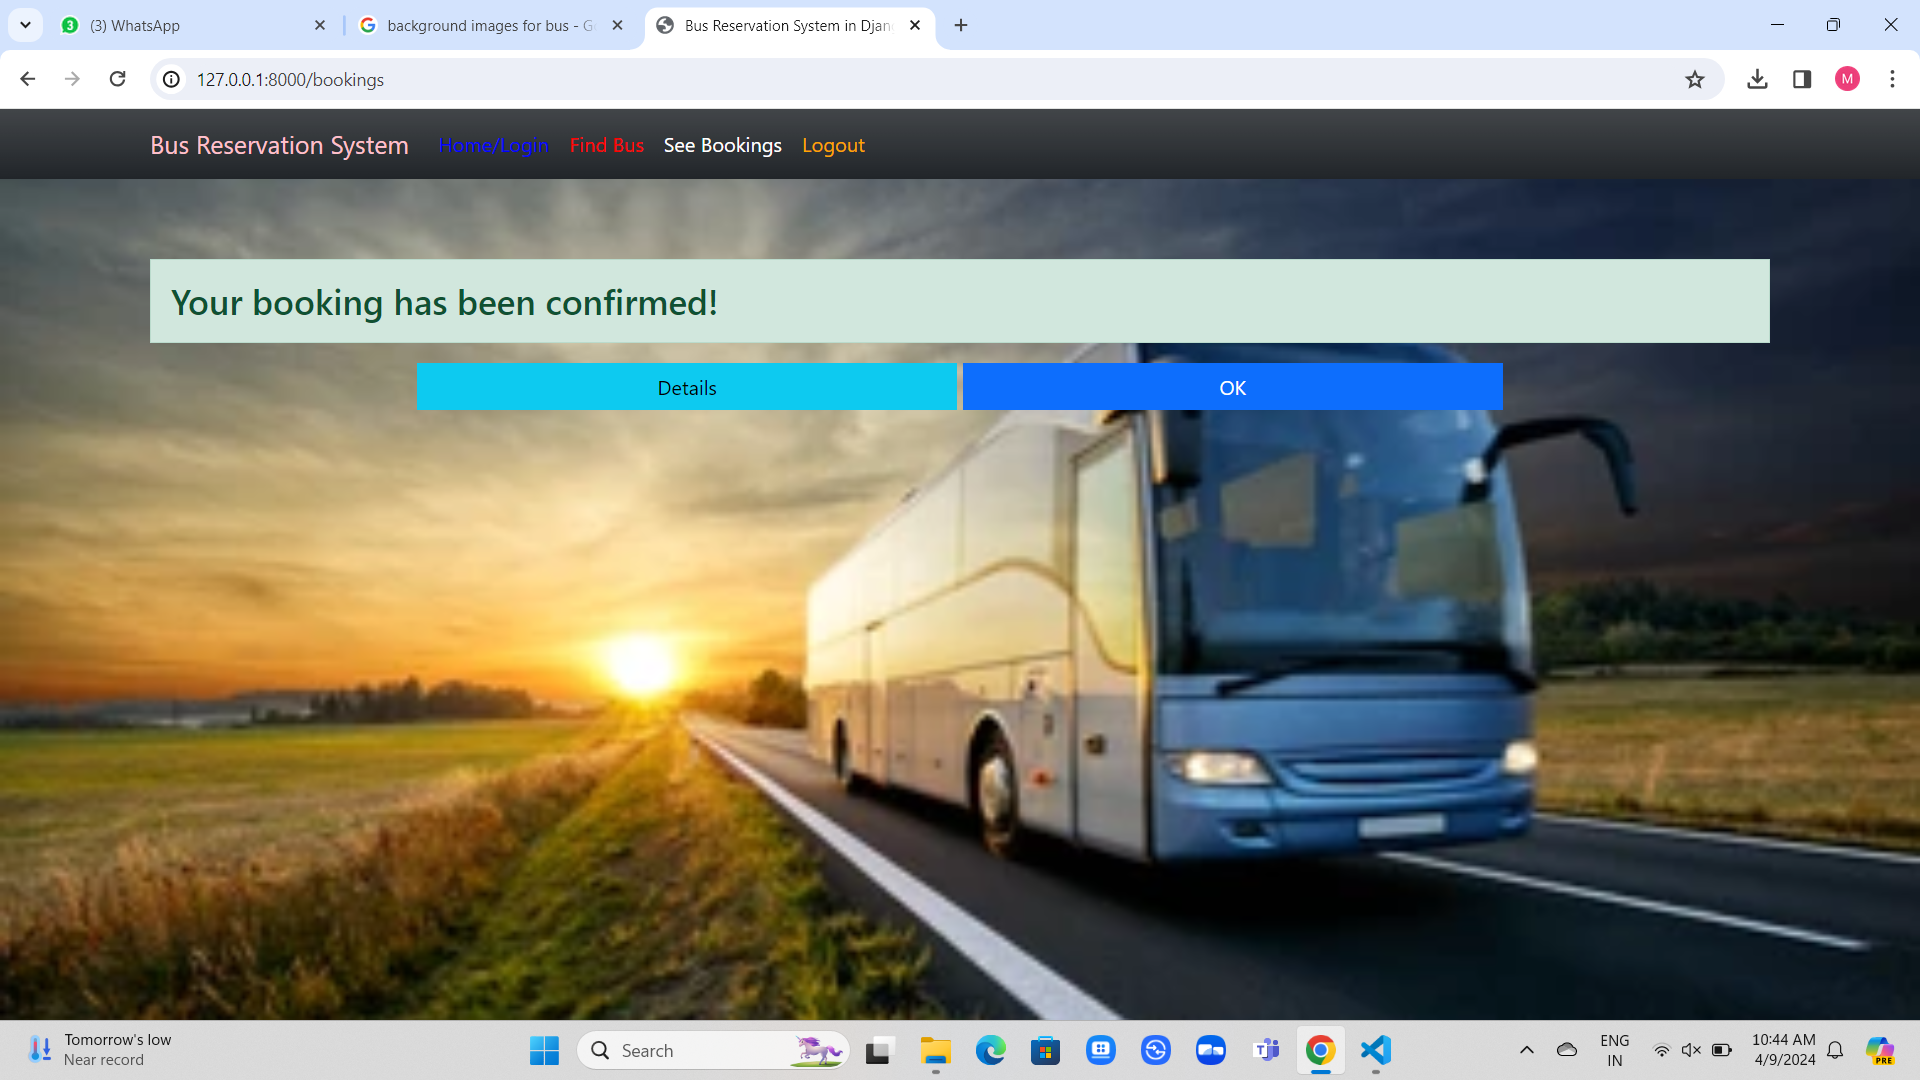 (3) WhatsApp
background images for bus - G
Bus Reservation System in Djan
127.0.0.1:8000/bookings
M
Bus Reservation System Home/Login Find Bus See Bookings Logout
Your booking has been confirmed!
Details OK
Tomorrow's low
Near record
Search
ENG
IN
10:44 AM
4/9/2024
PRE